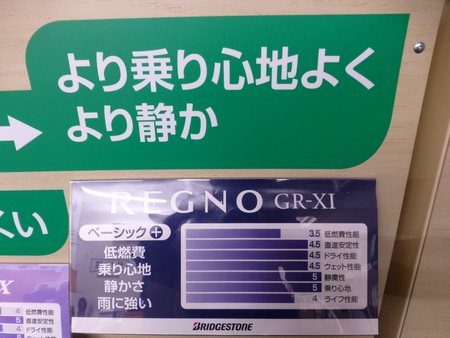 より乗り心地よく
より静か
くい
REGNO GR-XI
ベーシック+
低燃費
乗り心地
静かさ
雨に強い
3.5 低燃費性能
4.5 直進安定性
4.5 ドライ性能
4.5 ウェット性能
5 静粛性
5 乗り心地
4 ライフ性能
BRIDGESTONE
X
4 低燃費性能
5 直進安定性
4 ドライ性能